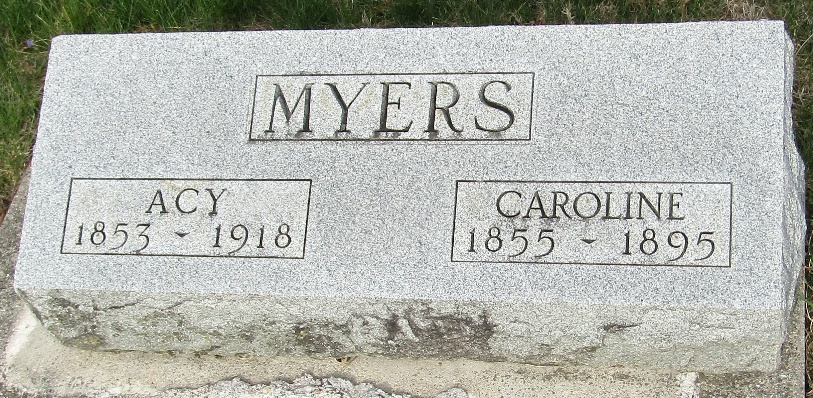 MYERS
ACY
1853 - 1918
CAROLINE
1855 - 1895